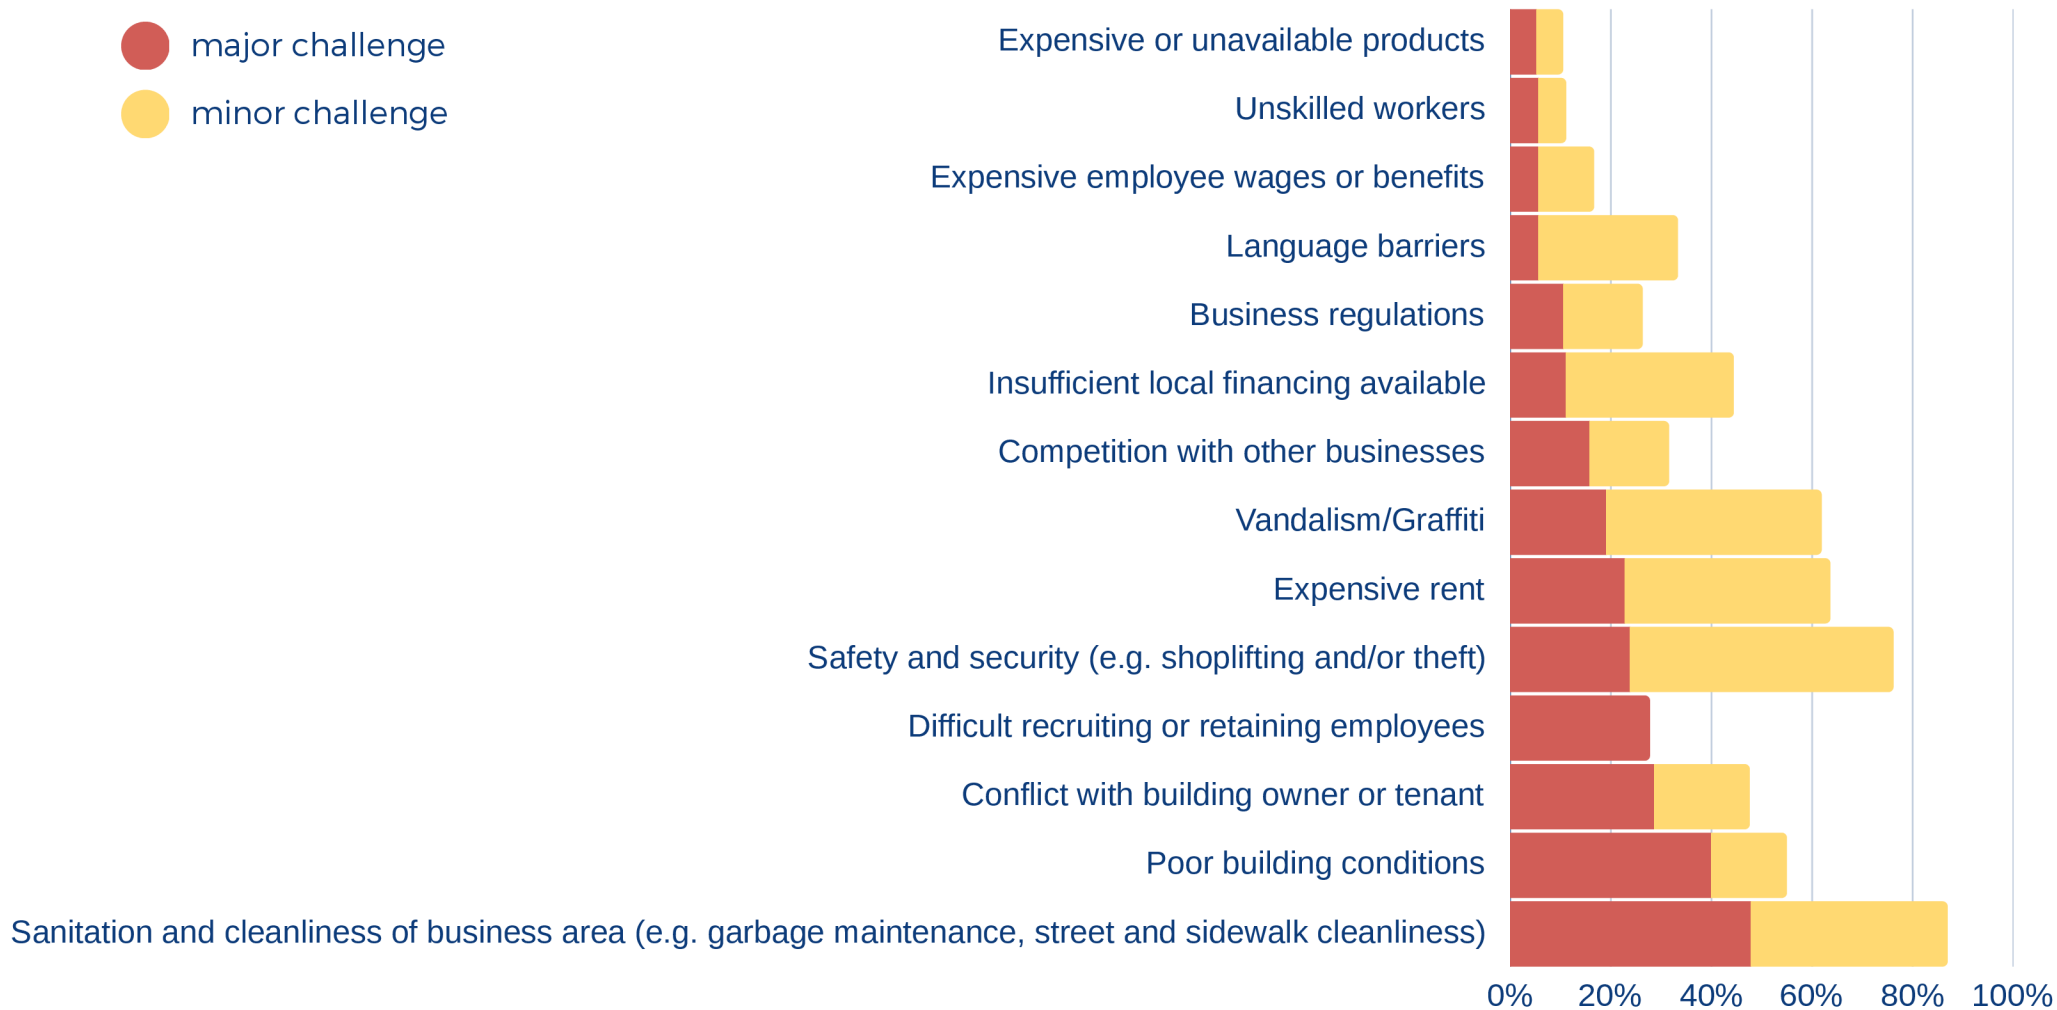 major challenge
minor challenge
Expensive or unavailable products
Unskilled workers
Expensive employee wages or benefits
Language barriers
Business regulations
Insufficient local financing available
Competition with other businesses
Vandalism/Graffiti
Expensive rent
Safety and security (e.g. shoplifting and/or theft)
Difficult recruiting or retaining employees
Conflict with building owner or tenant
Poor building conditions
Sanitation and cleanliness of business area (e.g. garbage maintenance, street and sidewalk cleanliness)
0% 20% 40% 60% 80% 100%